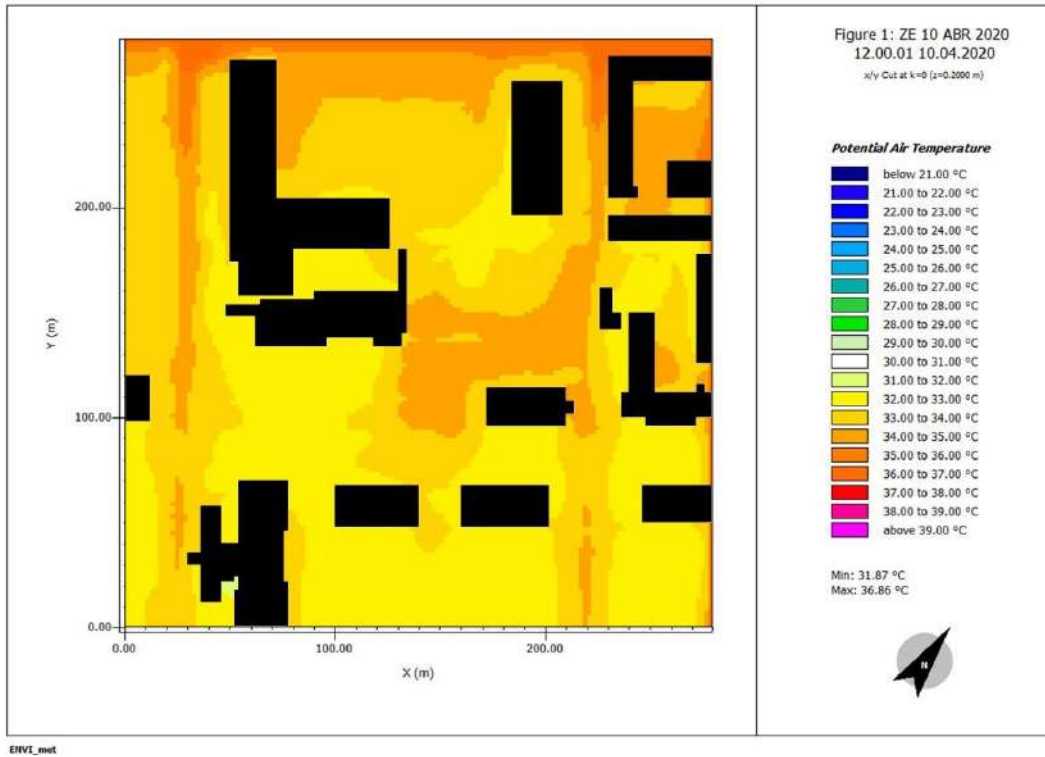 Figure 1: ZE 10 ABR 2020
12.00.01 10.04.2020
x/y Cut at k=0 (z=0.2000 m)
Potential Air Temperature
below 21.00 °C
21.00 to 22.00 °C
22.00 to 23.00 °C
23.00 to 24.00 °C
24.00 to 25.00 °C
25.00 to 26.00 °C
26.00 to 27.00 °C
27.00 to 28.00 °C
28.00 to 29.00 °C
29.00 to 30.00 °C
30.00 to 31.00 °C
31.00 to 32.00 °C
32.00 to 33.00 °C
33.00 to 34.00 °C
34.00 to 35.00 °C
35.00 to 36.00 °C
36.00 to 37.00 °C
37.00 to 38.00 °C
38.00 to 39.00 °C
above 39.00 °C
Min: 31.87 °C
Max: 36.86 °C
N
200.00
100.00
0.00
Y (m)
0.00 100.00 200.00
X (m)
ENVI_met